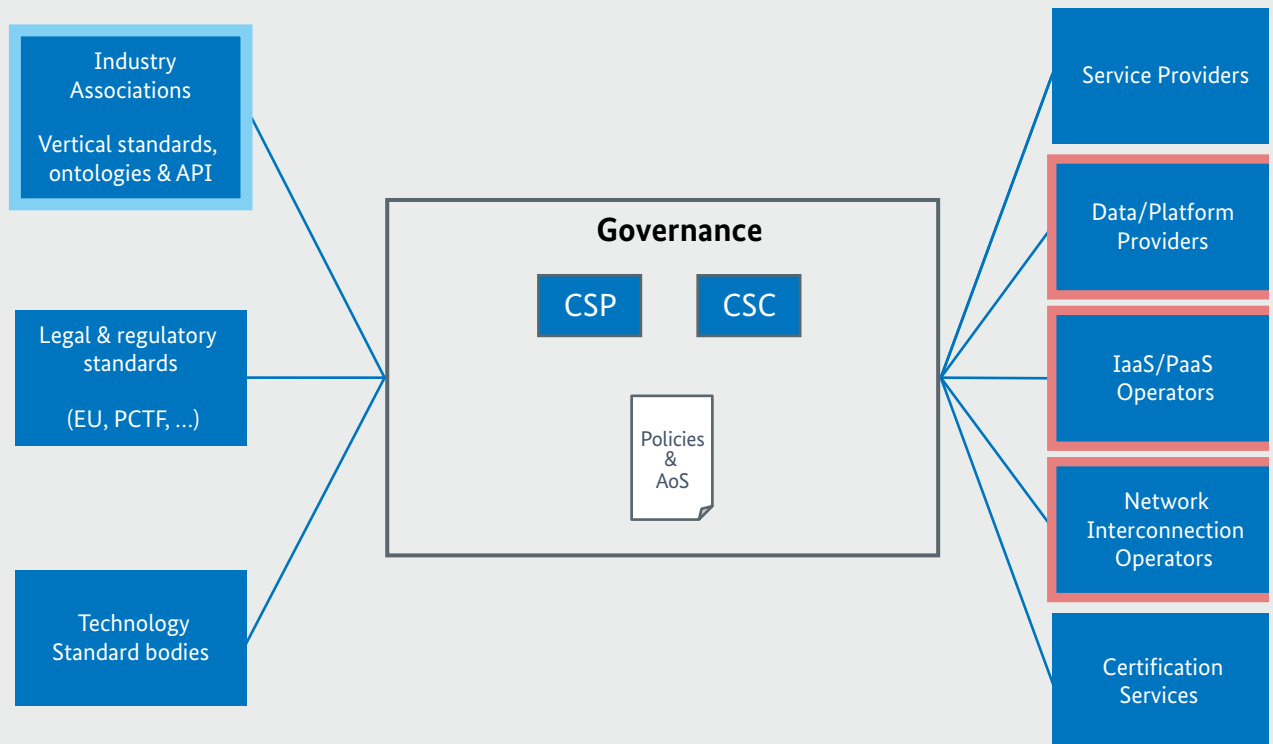 Industry
Associations
Vertical standards,
ontologies & API
Legal & regulatory
standards
(EU, PCTF, ...)
Technology
Standard bodies
Governance
CSP
CSC
Policies
&
AoS
Service Providers
Data/Platform
Providers
IaaS/PaaS
Operators
Network
Interconnection
Operators
Certification
Services